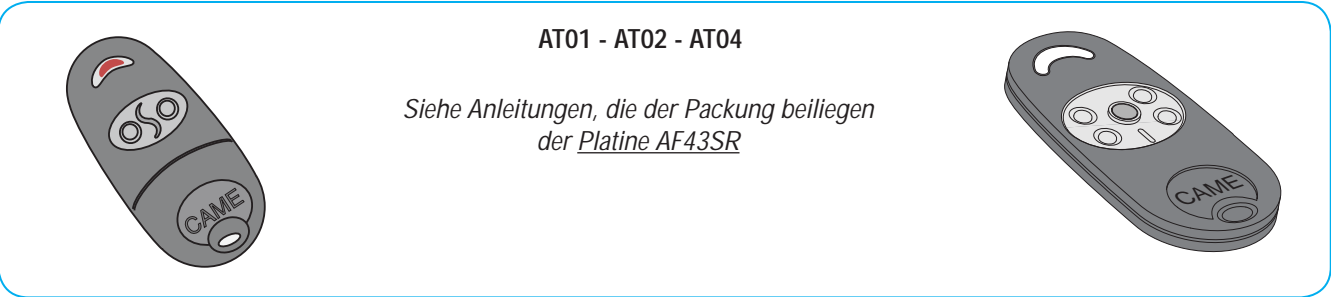 AT01 - AT02 - AT04
Siehe Anleitungen, die der Packung beiliegen
der Platine AF43SR
CAME
CAME